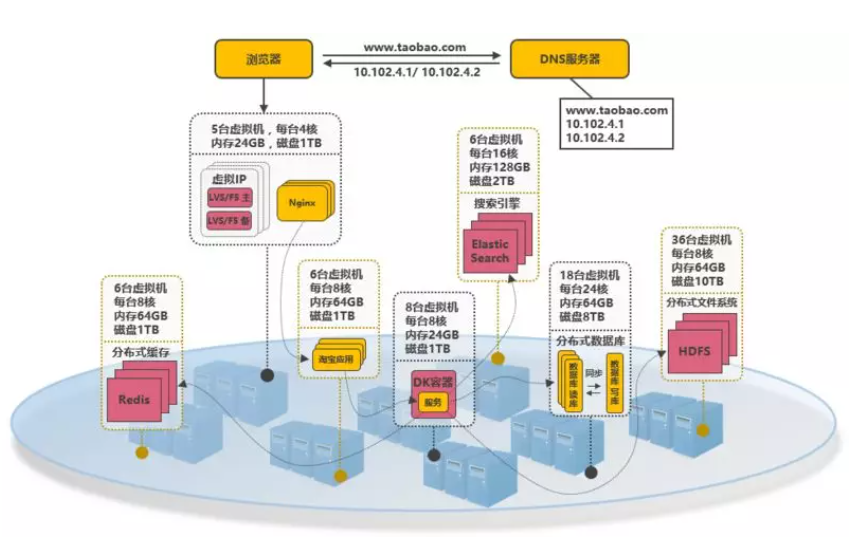 浏览器
www.taobao.com
10.102.4.1/ 10.102.4.2
DNS服务器
www.taobao.com
10.102.4.1
10.102.4.2
5台虚拟机，每台4核
内存24GB，磁盘1TB
虚拟IP
LVS/F5 主
LVS/F5 备
Nginx
6台虚拟机
每台16核
内存128GB
磁盘2TB
搜索引擎
Elastic
Search
36台虚拟机
每台8核
内存64GB
磁盘10TB
分布式文件系统
HDFS
6台虚拟机
每台8核
内存64GB
磁盘1TB
分布式缓存
Redis
6台虚拟机
每台8核
内存64GB
磁盘1TB
淘宝应用
8台虚拟机
每台8核
内存24GB
磁盘1TB
DK容器
服务
18台虚拟机
每台24核
内存64GB
磁盘8TB
分布式数据库
数据库读库
同步
数据库写库